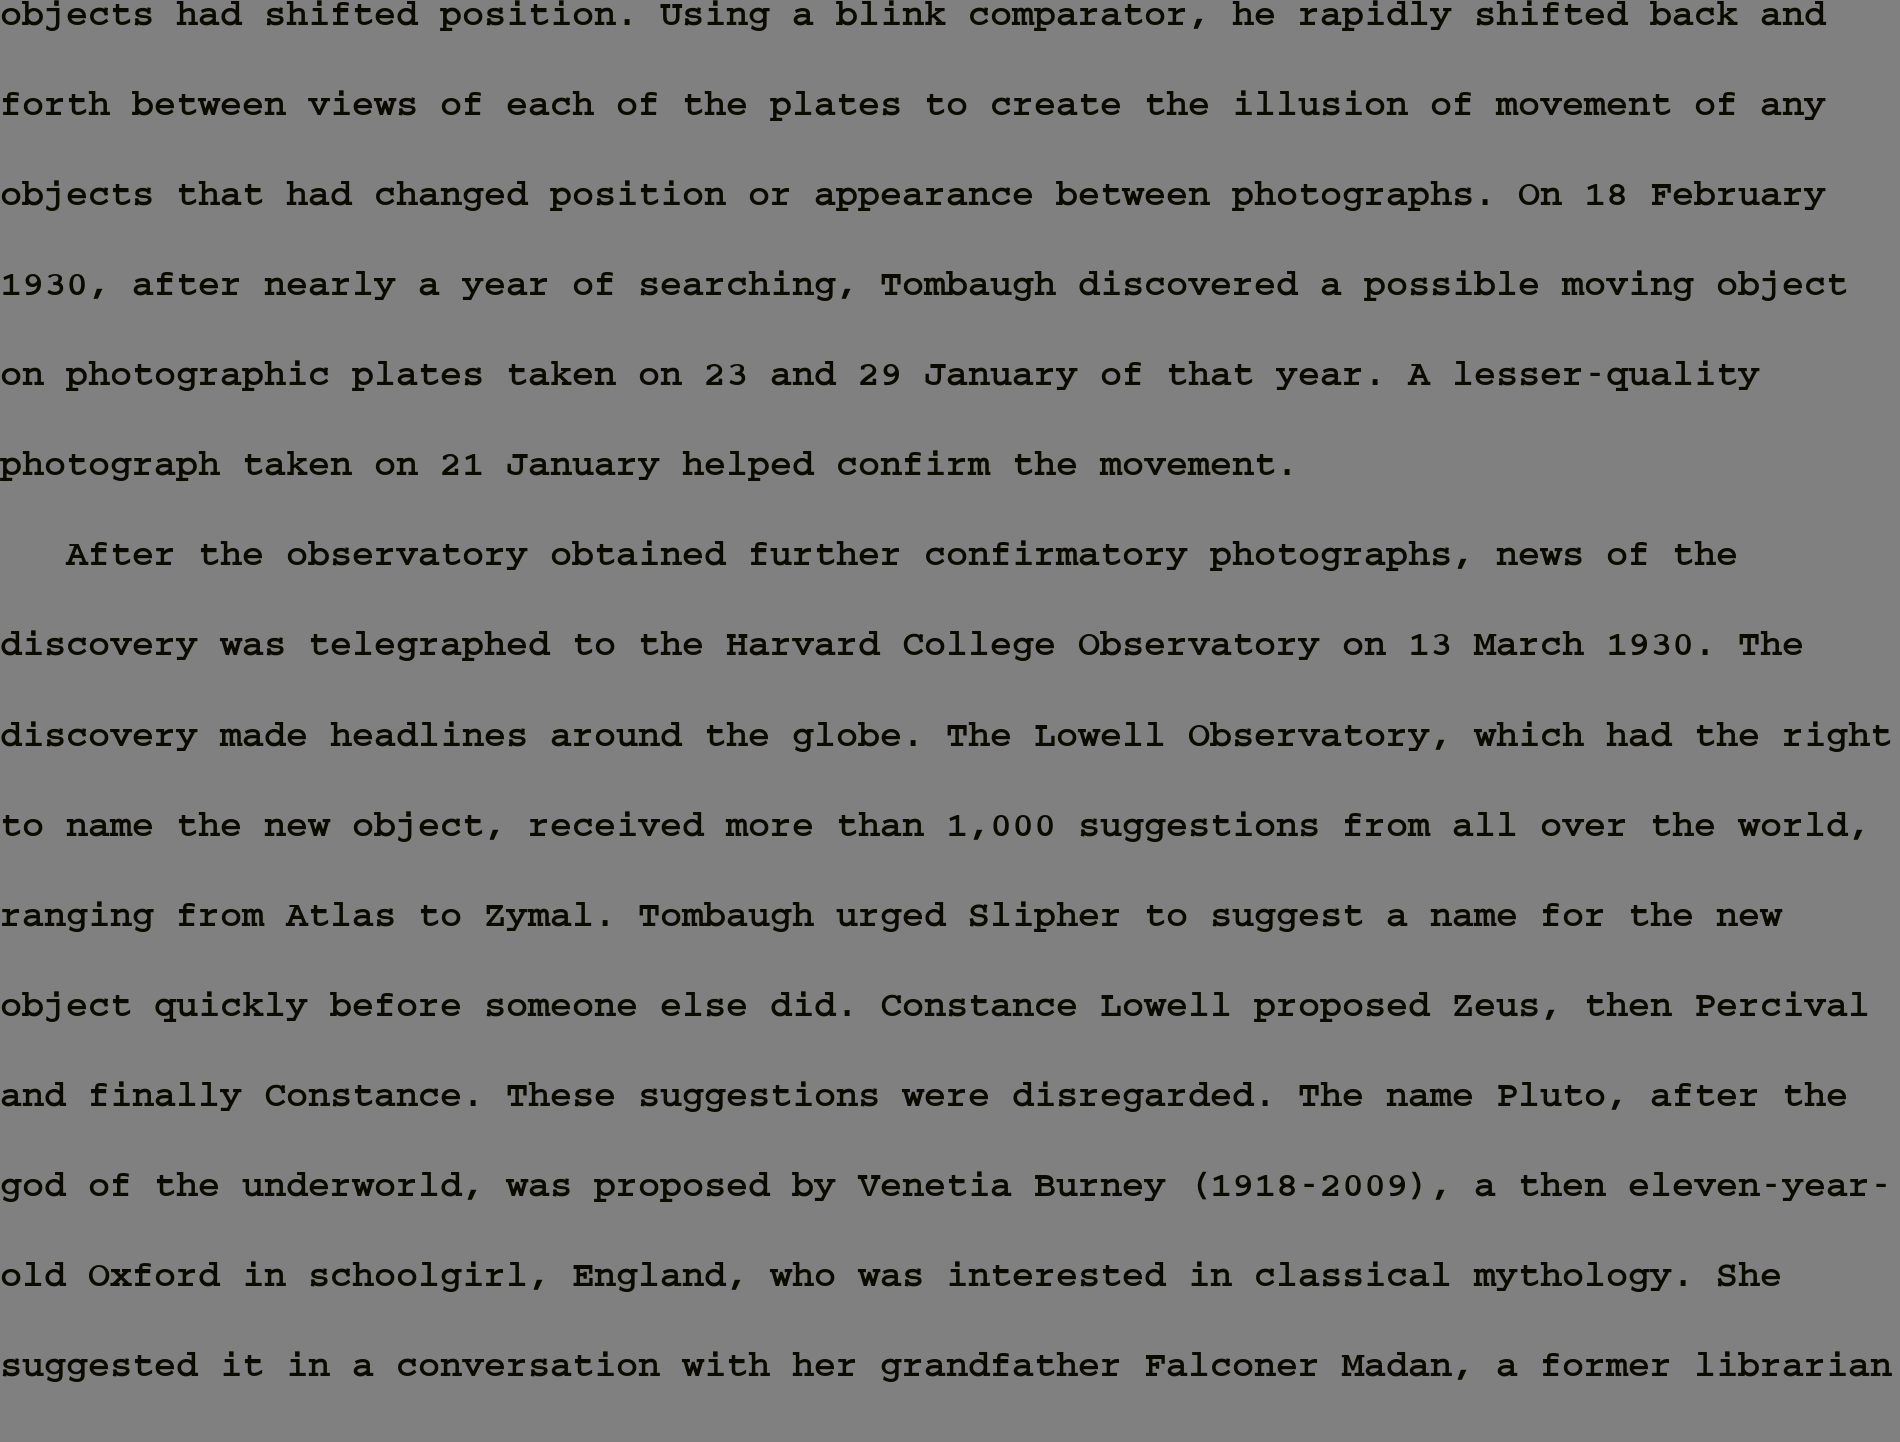 objects had shifted position. Using a blink comparator, he rapidly shifted back and
forth between views of each of the plates to create the illusion of movement of any
objects that had changed position or appearance between photographs. On 18 February
1930, after nearly a year of searching, Tombaugh discovered a possible moving object
on photographic plates taken on 23 and 29 January of that year. A lesser-quality
photograph taken on 21 January helped confirm the movement.
After the observatory obtained further confirmatory photographs, news of the
discovery was telegraphed to the Harvard College Observatory on 13 March 1930. The
discovery made headlines around the globe. The Lowell Observatory, which had the right
to name the new object, received more than 1,000 suggestions from all over the world,
ranging from Atlas to Zymal. Tombaugh urged Slipher to suggest a name for the new
object quickly before someone else did. Constance Lowell proposed Zeus, then Percival
and finally Constance. These suggestions were disregarded. The name Pluto, after the
god of the underworld, was proposed by Venetia Burney (1918-2009), a then eleven-year-
old Oxford in schoolgirl, England, who was interested in classical mythology. She
suggested it in a conversation with her grandfather Falconer Madan, a former librarian